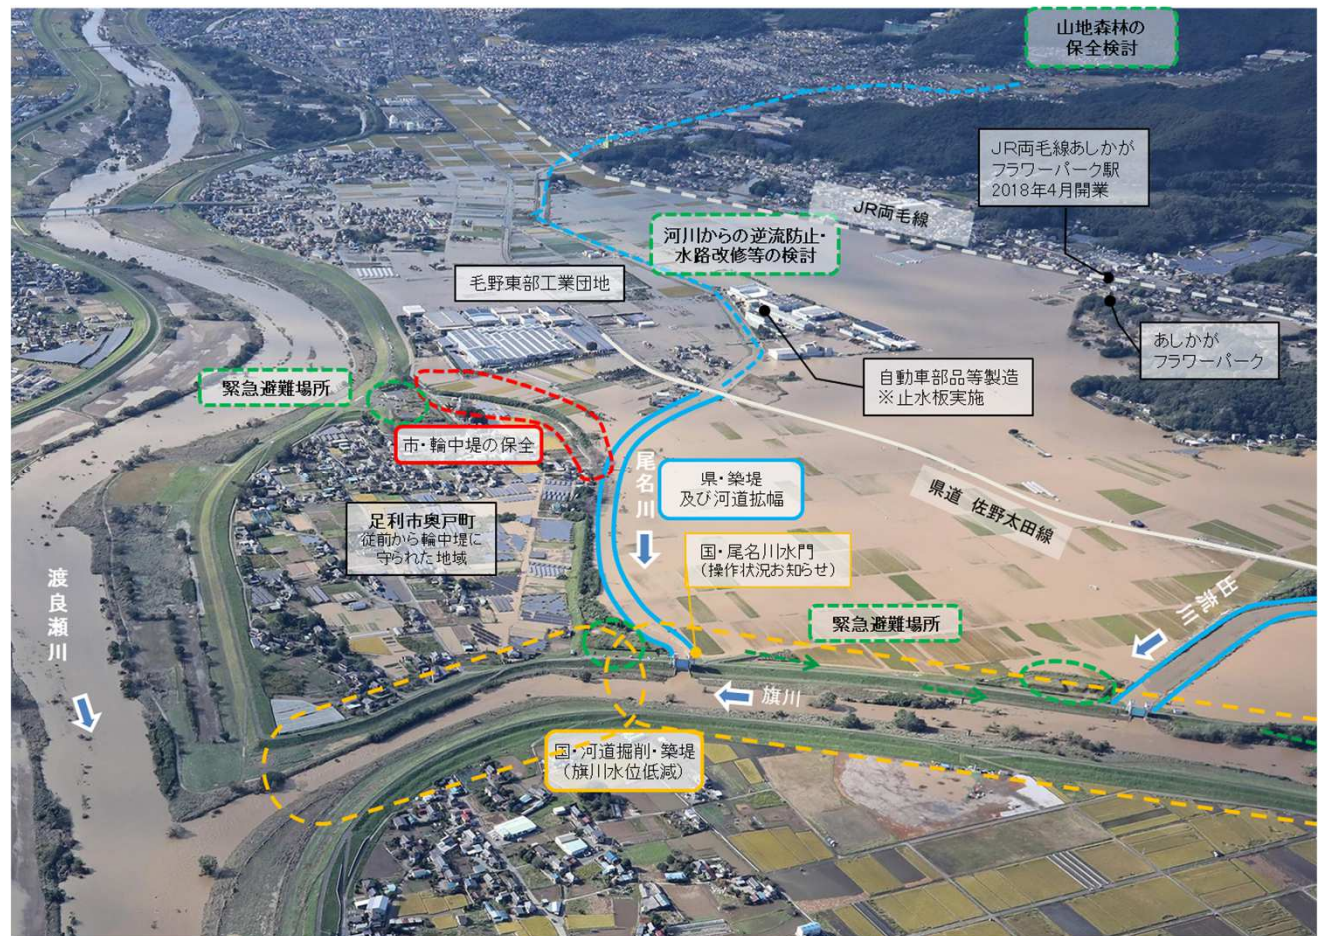 山地森林の
保全検討
JR両毛線あしかが
フラワーパーク駅
2018年4月開業
JR両毛線
河川からの逆流防止・
水路改修等の検討
毛野東部工業団地
あしかが
フラワーパーク
自動車部品等製造
※止水板実施
緊急避難場所
市・輪中堤の保全
尾名川
県・築堤
及び河道拡幅
県道 佐野太田線
足利市奥戸町
従前から輪中堤に
守られた地域
国・尾名川水門
（操作状況お知らせ）
渡良瀬川
緊急避難場所
出流川
旗川
国・河道掘削・築堤
（旗川水位低減）